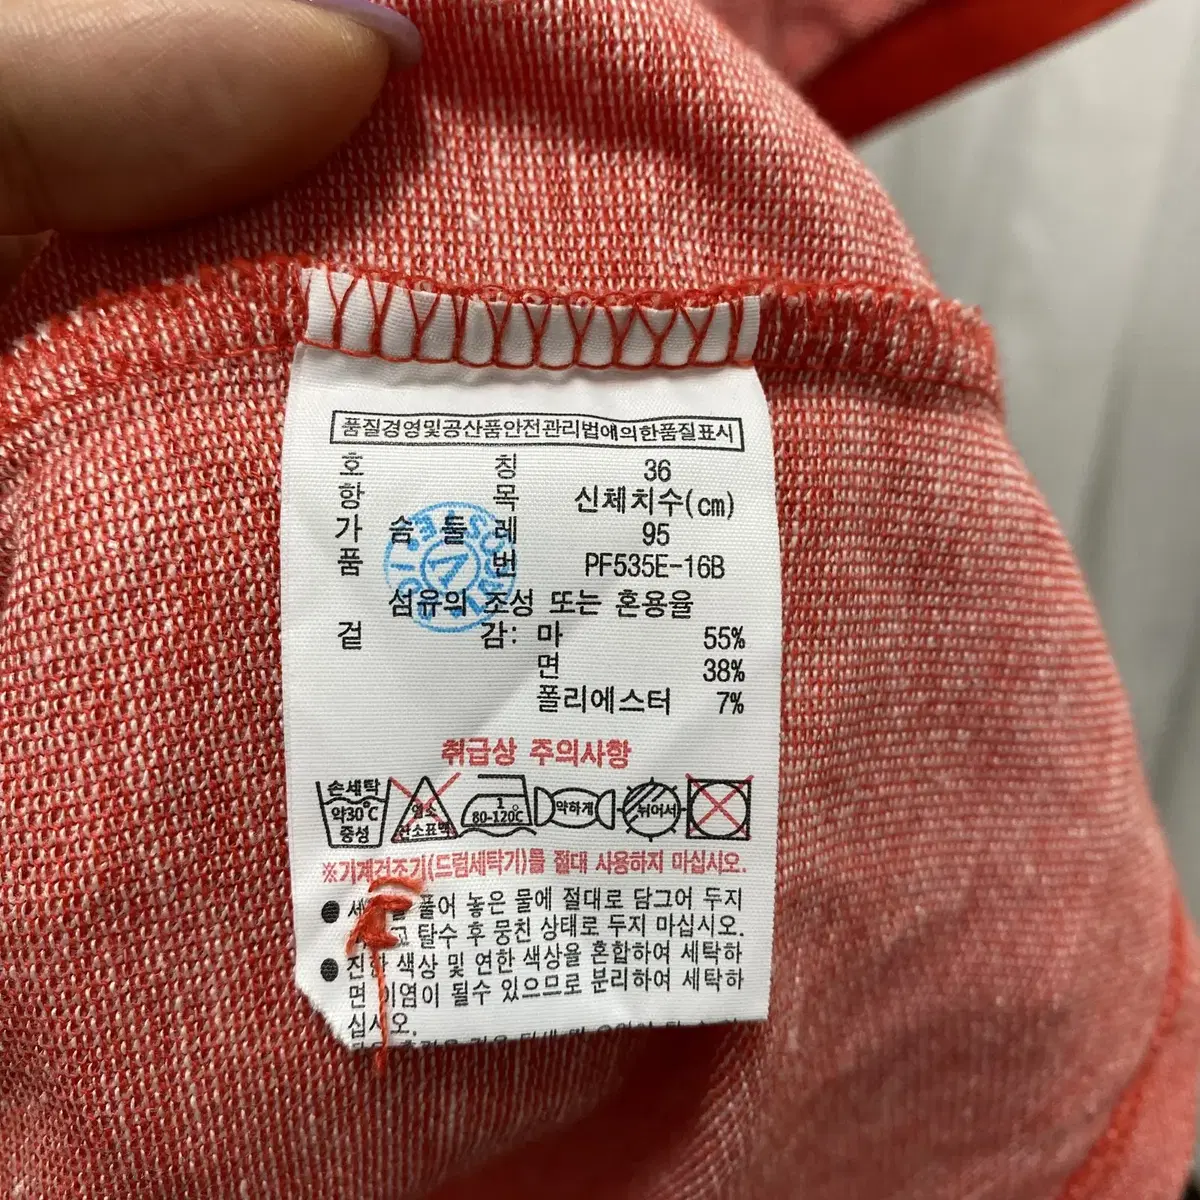 품질경영및공산품안전관리법에의한품질표시
호 칭 36
항 목 신체치수(cm)
가 슴 둘 레 95
품 번 PF535E-16B
섬유의 조성 또는 혼용율
겉 감: 마 55%
면 38%
폴리에스터 7%
취급상 주의사항
손세탁 약30℃ 중성
염소 산소표백
1 80-120℃
약하게
뉘어서
※기계건조기(드럼세탁기)를 절대 사용하지 마십시오.
● 풀어 놓은 물에 절대로 담그어 두지
탈수 후 뭉친 상태로 두지 마십시오.
● 진한 색상 및 연한 색상을 혼합하여 세탁하
면 이염이 될수 있으므로 분리하여 세탁하
십시오.